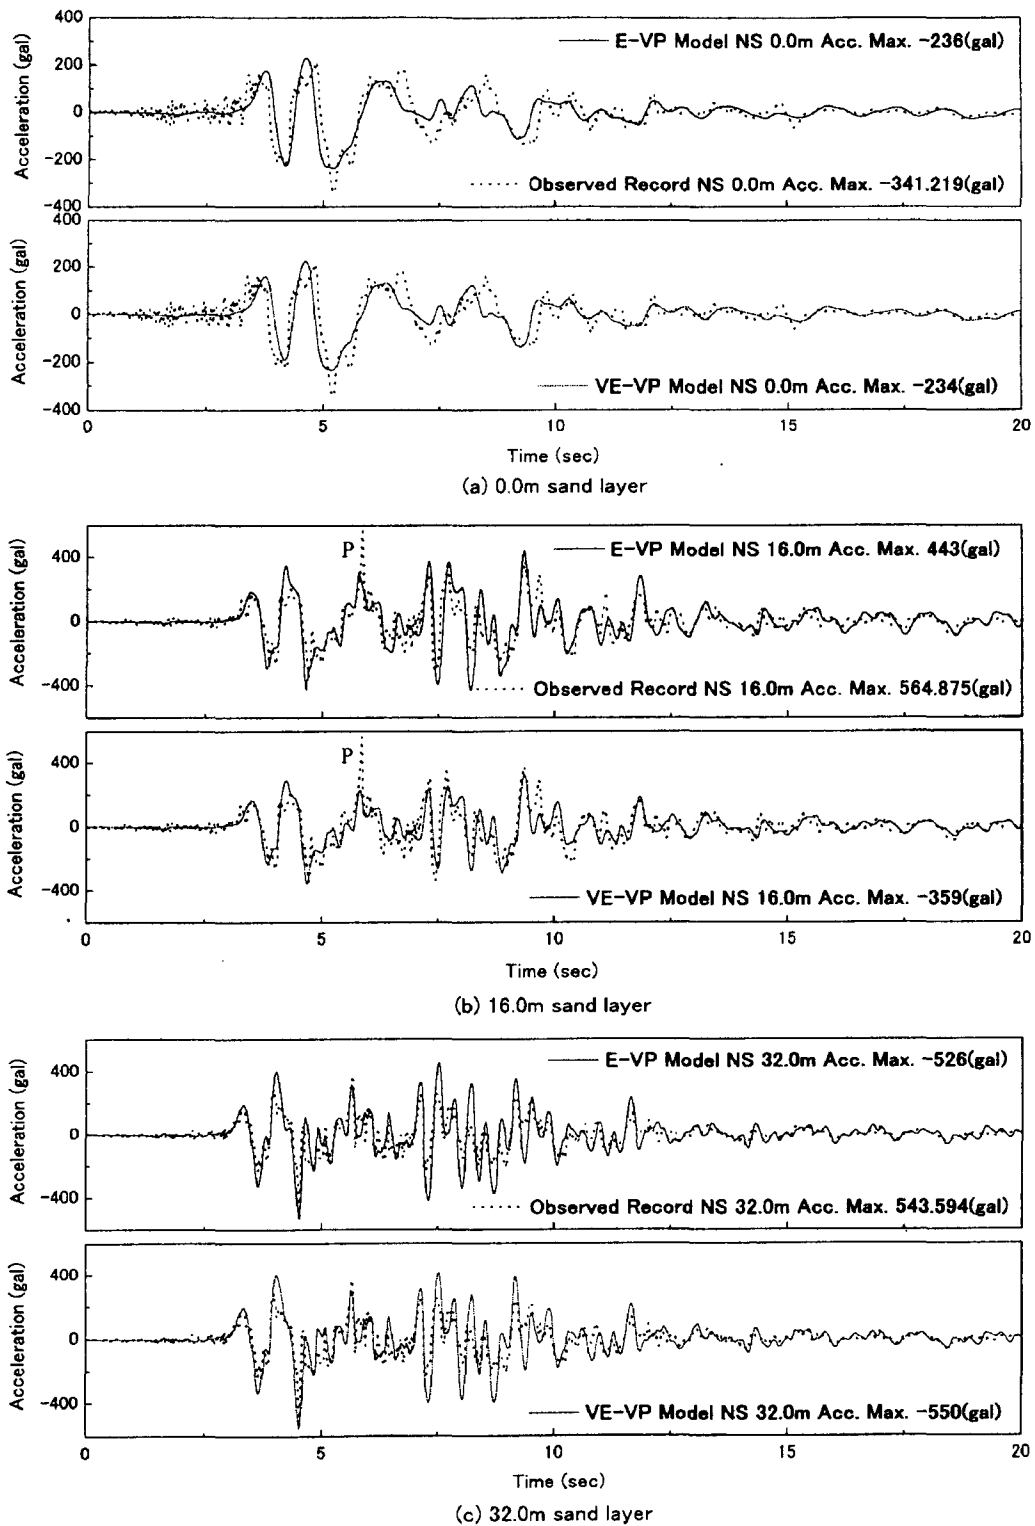 400
200
0
-200
-400
Acceleration (gal)
E-VP Model NS 0.0m Acc. Max. -236(gal)
Observed Record NS 0.0m Acc. Max. -341.219(gal)
400
200
0
-200
-400
Acceleration (gal)
VE-VP Model NS 0.0m Acc. Max. -234(gal)
0 5 10 15 20
Time (sec)
(a) 0.0m sand layer
400
0
-400
Acceleration (gal)
P
E-VP Model NS 16.0m Acc. Max. 443(gal)
Observed Record NS 16.0m Acc. Max. 564.875(gal)
400
0
-400
Acceleration (gal)
P
VE-VP Model NS 16.0m Acc. Max. -359(gal)
0 5 10 15 20
Time (sec)
(b) 16.0m sand layer
400
0
-400
Acceleration (gal)
E-VP Model NS 32.0m Acc. Max. -526(gal)
Observed Record NS 32.0m Acc. Max. 543.594(gal)
400
0
-400
Acceleration (gal)
VE-VP Model NS 32.0m Acc. Max. -550(gal)
0 5 10 15 20
Time (sec)
(c) 32.0m sand layer